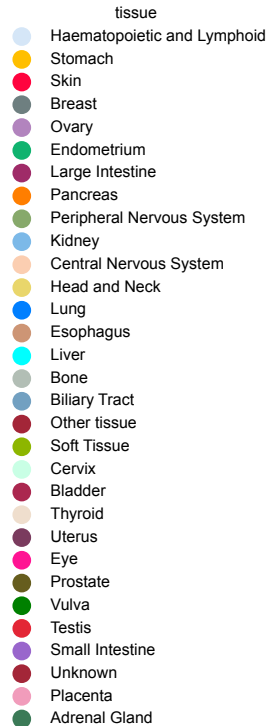 tissue
Haematopoietic and Lymphoid
Stomach
Skin
Breast
Ovary
Endometrium
Large Intestine
Pancreas
Peripheral Nervous System
Kidney
Central Nervous System
Head and Neck
Lung
Esophagus
Liver
Bone
Biliary Tract
Other tissue
Soft Tissue
Cervix
Bladder
Thyroid
Uterus
Eye
Prostate
Vulva
Testis
Small Intestine
Unknown
Placenta
Adrenal Gland